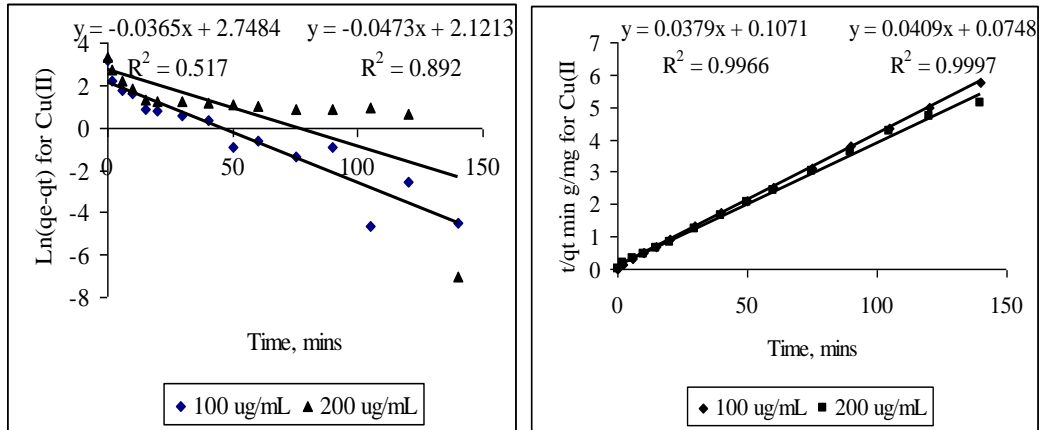 y = -0.0365x + 2.7484 y = -0.0473x + 2.1213
R² = 0.517 R² = 0.892
4
2
0
-2
-4
-6
-8
0 50 100 150
Ln(qe-qt) for Cu(II)
Time, mins
100 ug/mL 200 ug/mL
y = 0.0379x + 0.1071 y = 0.0409x + 0.0748
R² = 0.9966 R² = 0.9997
7
6
5
4
3
2
1
0
0 50 100 150
t/qt min g/mg for Cu(II
Time, mins
100 ug/mL 200 ug/mL